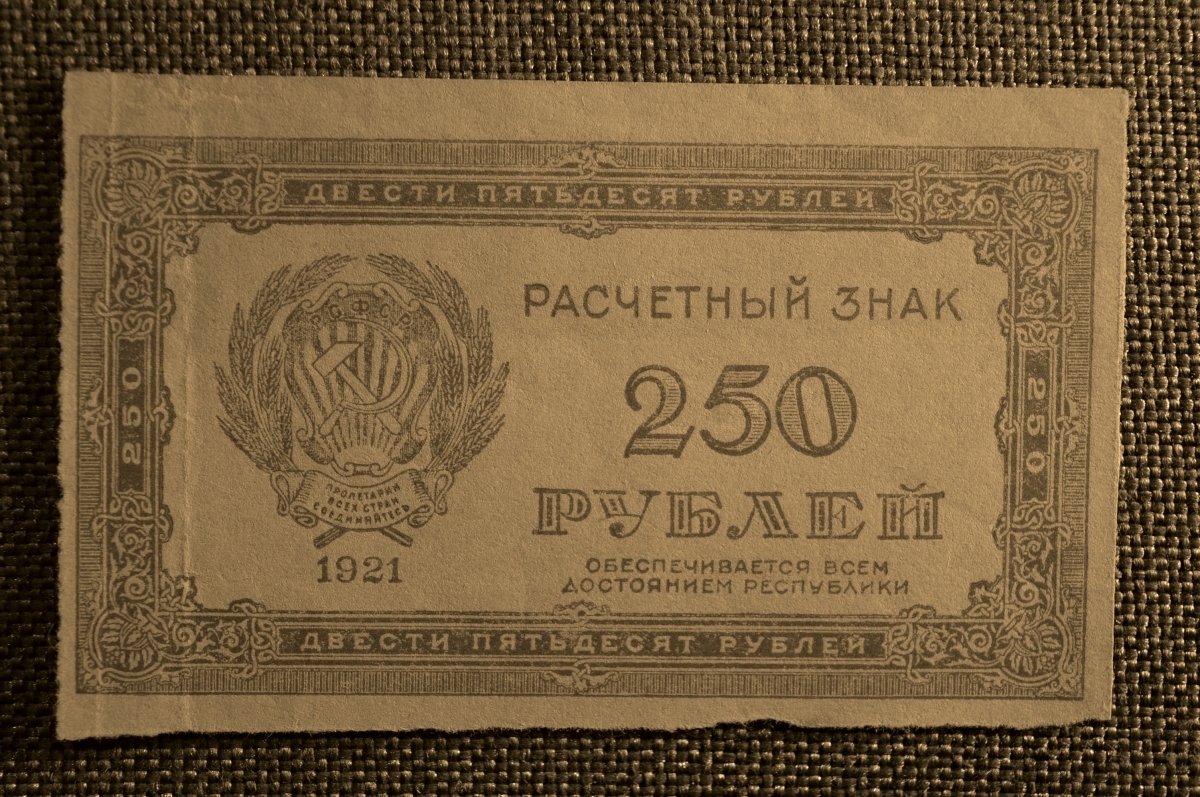 ДВЕСТИ ПЯТЬДЕСЯТ РУБЛЕЙ
РСФСР
РАСЧЕТНЫЙ ЗНАК
250
250
250
РУБЛЕЙ
ПРОЛЕТАРИИ
ВСЕХ СТРАН
СОЕДИНЯЙТЕСЬ
1921
ОБЕСПЕЧИВАЕТСЯ ВСЕМ
ДОСТОЯНИЕМ РЕСПУБЛИКИ
ДВЕСТИ ПЯТЬДЕСЯТ РУБЛЕЙ